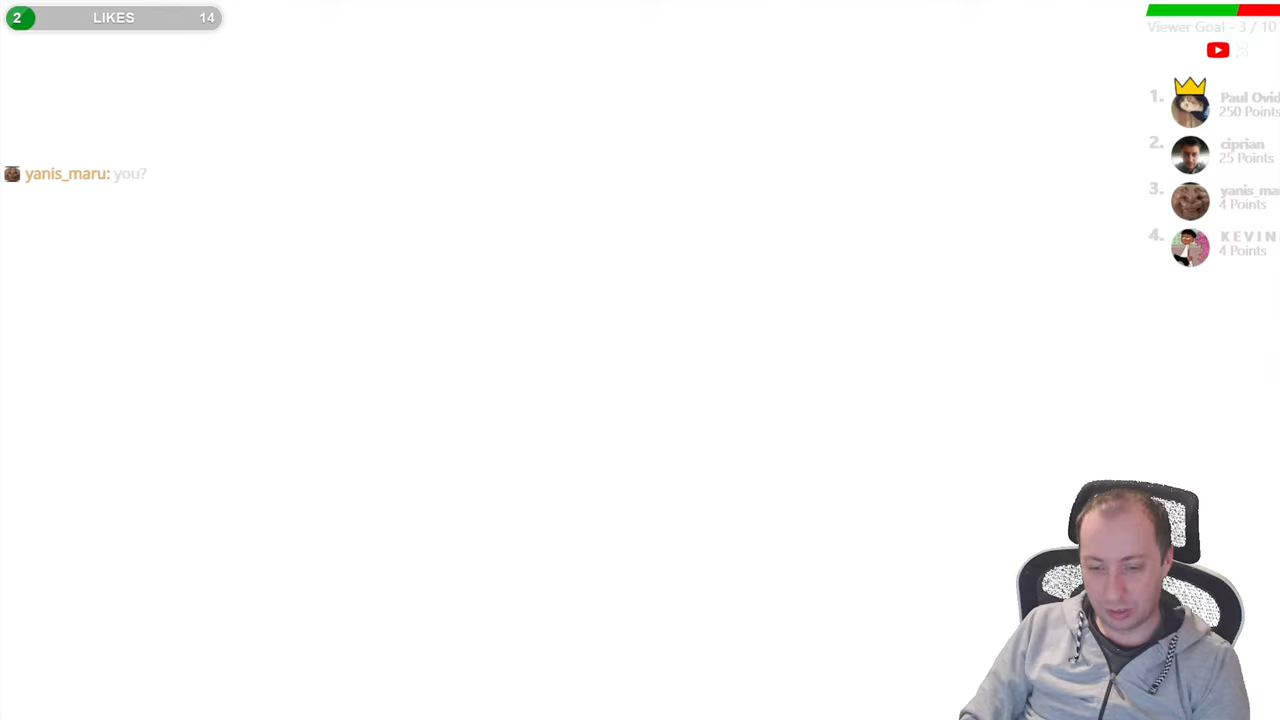 2 LIKES 14
Viewer Goal - 3 / 10
1. Paul Ovid
250 Points
2. ciprian
25 Points
3. yanis_ma
4 Points
4. K E V I N
4 Points
yanis_maru: you?